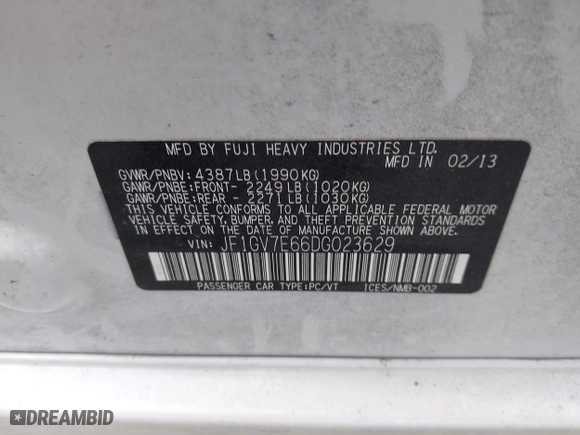 MFD BY FUJI HEAVY INDUSTRIES LTD.
MFD IN 02/13
GVWR/PNBV: 4387LB(1990KG)
GAWR/PNBE:FRONT- 2249LB(1020KG)
GAWR/PNBE:REAR - 2271LB(1030KG)
THIS VEHICLE CONFORMS TO ALL APPLICABLE FEDERAL MOTOR
VEHICLE SAFETY,BUMPER,AND THEFT PREVENTION STANDARDS
IN EFFECT ON THE DATE OF MANUFACTURE SHOWN ABOVE.
VIN: JF1GV7E66DG023629
PASSENGER CAR TYPE:PC/VT ICES/NMB-002
DREAMBID